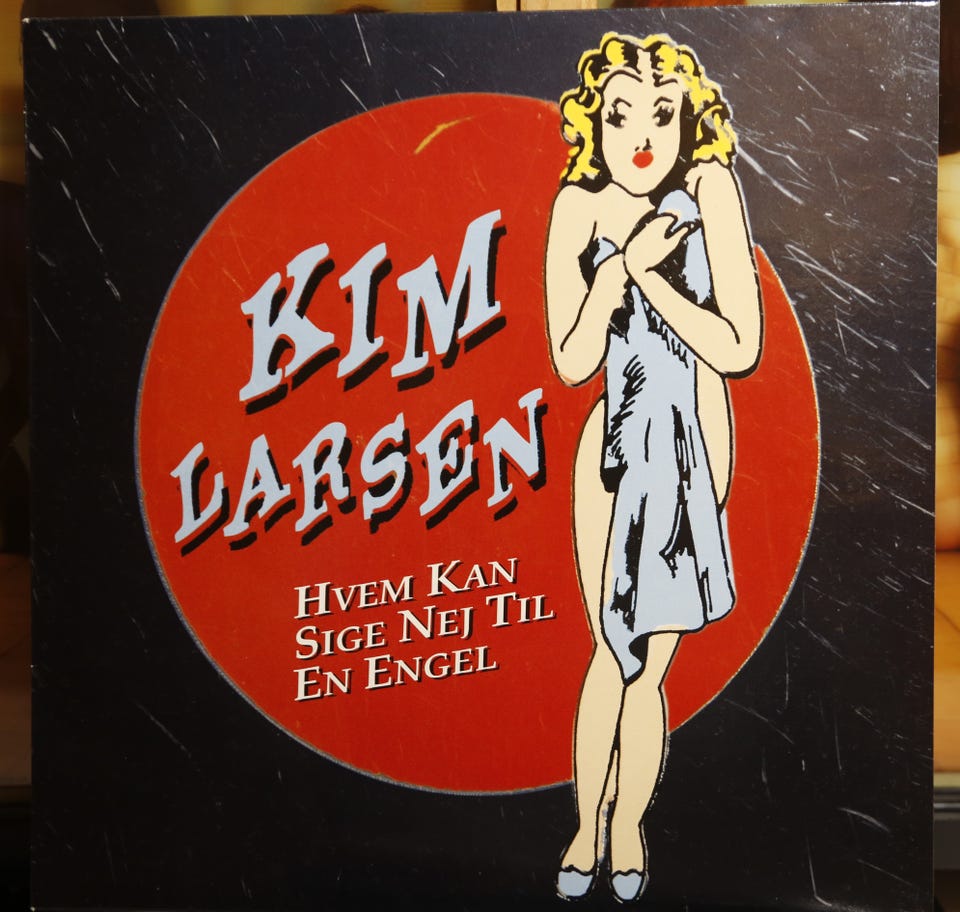 KIM
LARSEN
HVEM KAN
SIGE NEJ TIL
EN ENGEL